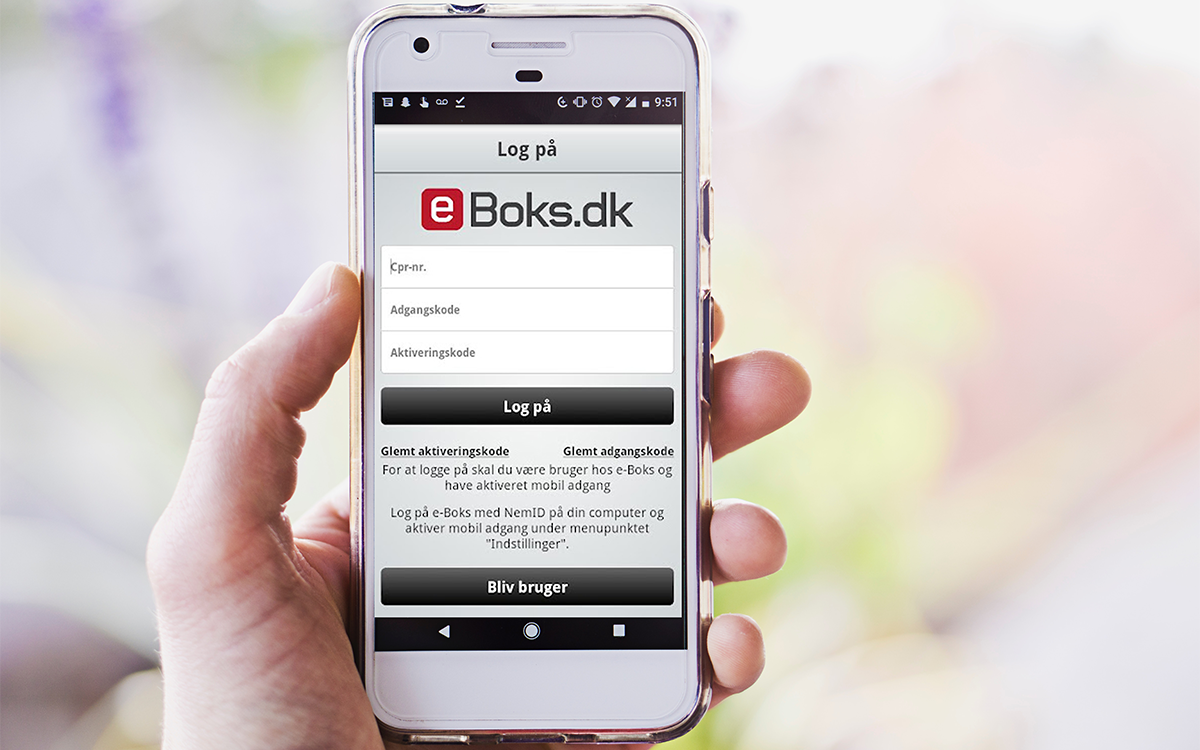 9:51
Log på
e Boks.dk
Cpr-nr.
Adgangskode
Aktiveringskode
Log på
Glemt aktiveringskode Glemt adgangskode
For at logge på skal du være bruger hos e-Boks og
have aktiveret mobil adgang
Log på e-Boks med NemID på din computer og
aktiver mobil adgang under menupunktet
"Indstillinger".
Bliv bruger